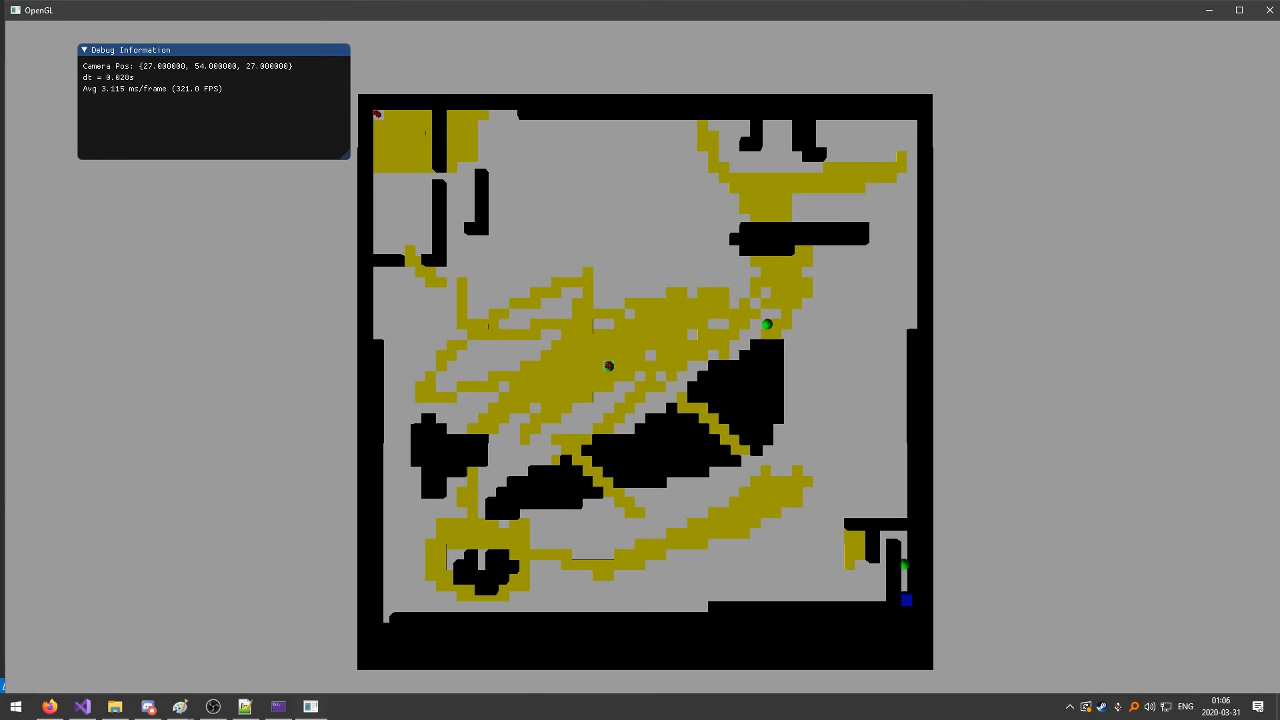 OpenGL
Debug Information
Camera Pos: {27.000000, 54.000000, 27.000000}
dt = 0.020s
Avg 3.115 ms/frame (321.0 FPS)
ENG
01:06
2020-03-31